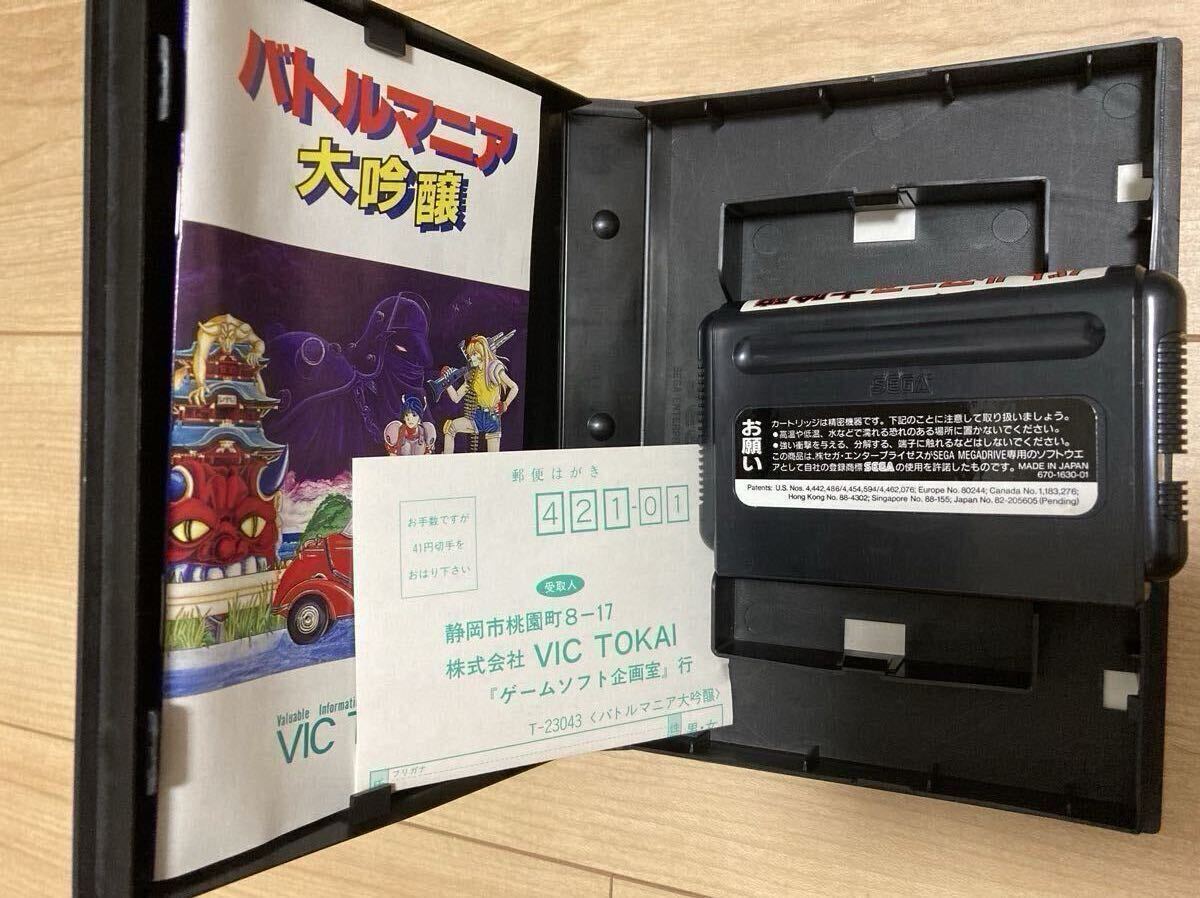 バトルマニア
大吟醸
Valuable Informati
VIC T
郵便はがき
お手数ですが
41円切手を
おはり下さい
421-01
受取人
静岡市桃園町8-17
株式会社 VIC TOKAI
『ゲームソフト企画室』行
T-23043〈バトルマニア大吟醸〉
性 男・女
フリガナ
氏
SEGA
お願い
カートリッジは精密機器です。下記のことに注意して取り扱いましょう。
●高温や低温、水などで濡れる恐れのある場所に置かないでください。
●強い衝撃を与える、分解する、端子に触れるなどはしないでください。
この商品は、㈱セガ・エンタープライゼスがSEGA MEGADRIVE専用のソフトウエ
アとして自社の登録商標SEGAの使用を許諾したものです。MADE IN JAPAN
670-1630-01
Patents: U.S. Nos. 4,442,486/4,454,594/4,462,076; Europe No. 80244; Canada No. 1,183,276;
Hong Kong No. 88-4302; Singapore No. 88-155; Japan No. 82-205605 (Pending)